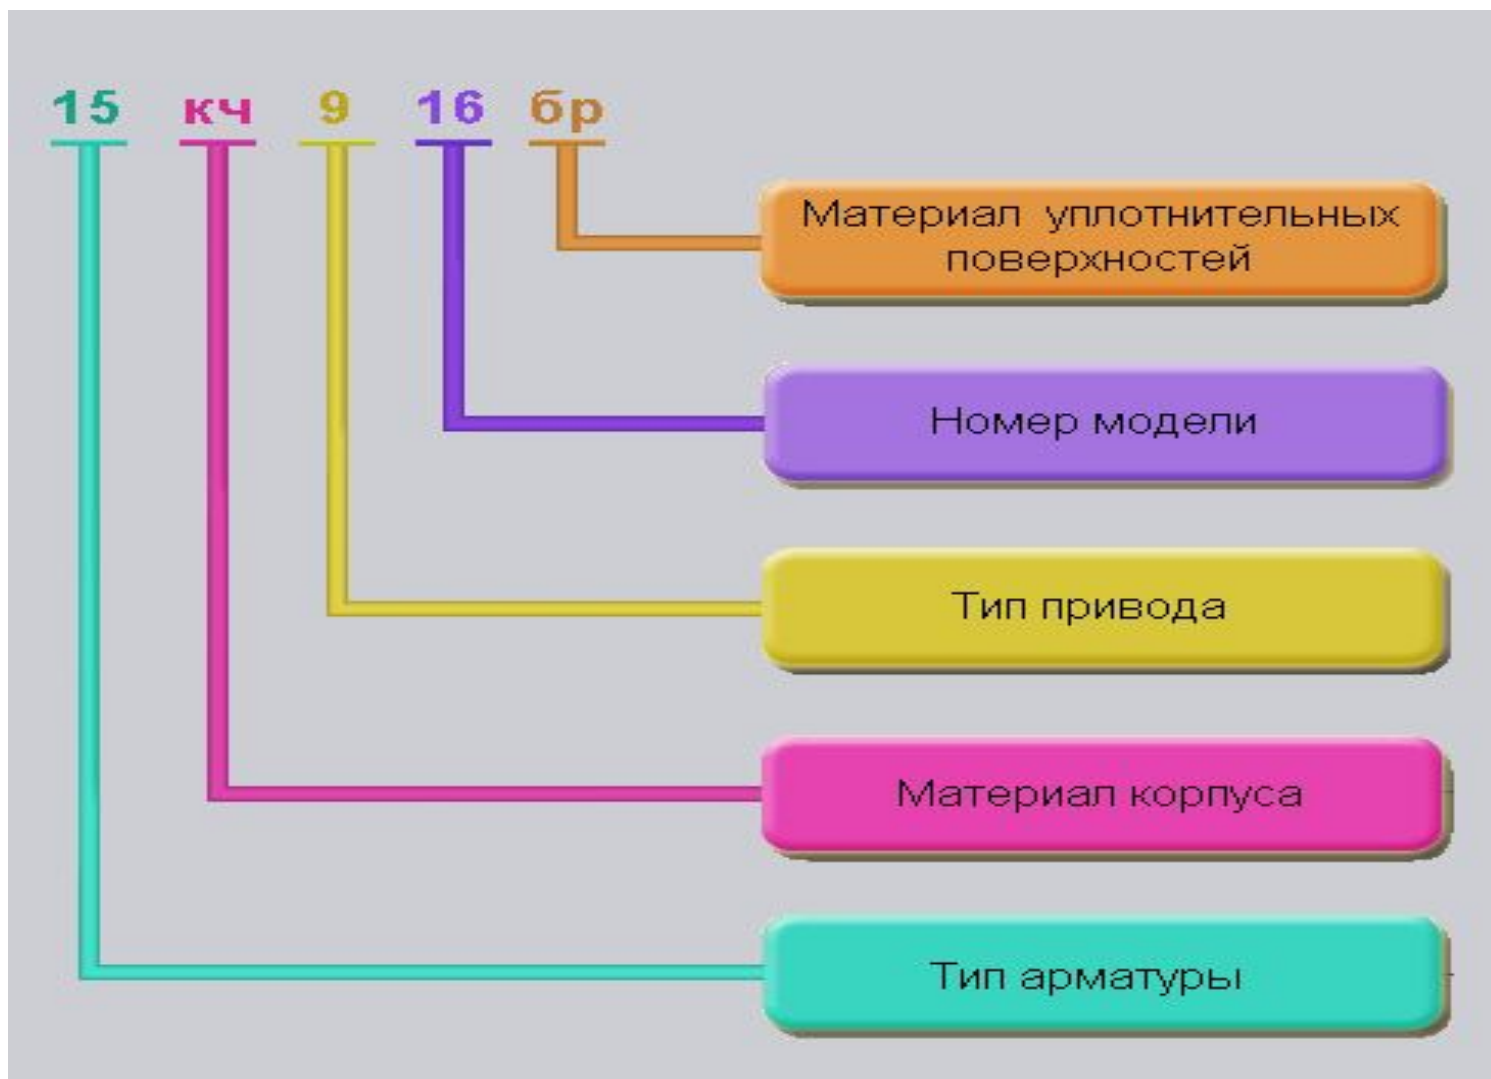 15 кч 9 16 бр
Материал уплотнительных
поверхностей
Номер модели
Тип привода
Материал корпуса
Тип арматуры